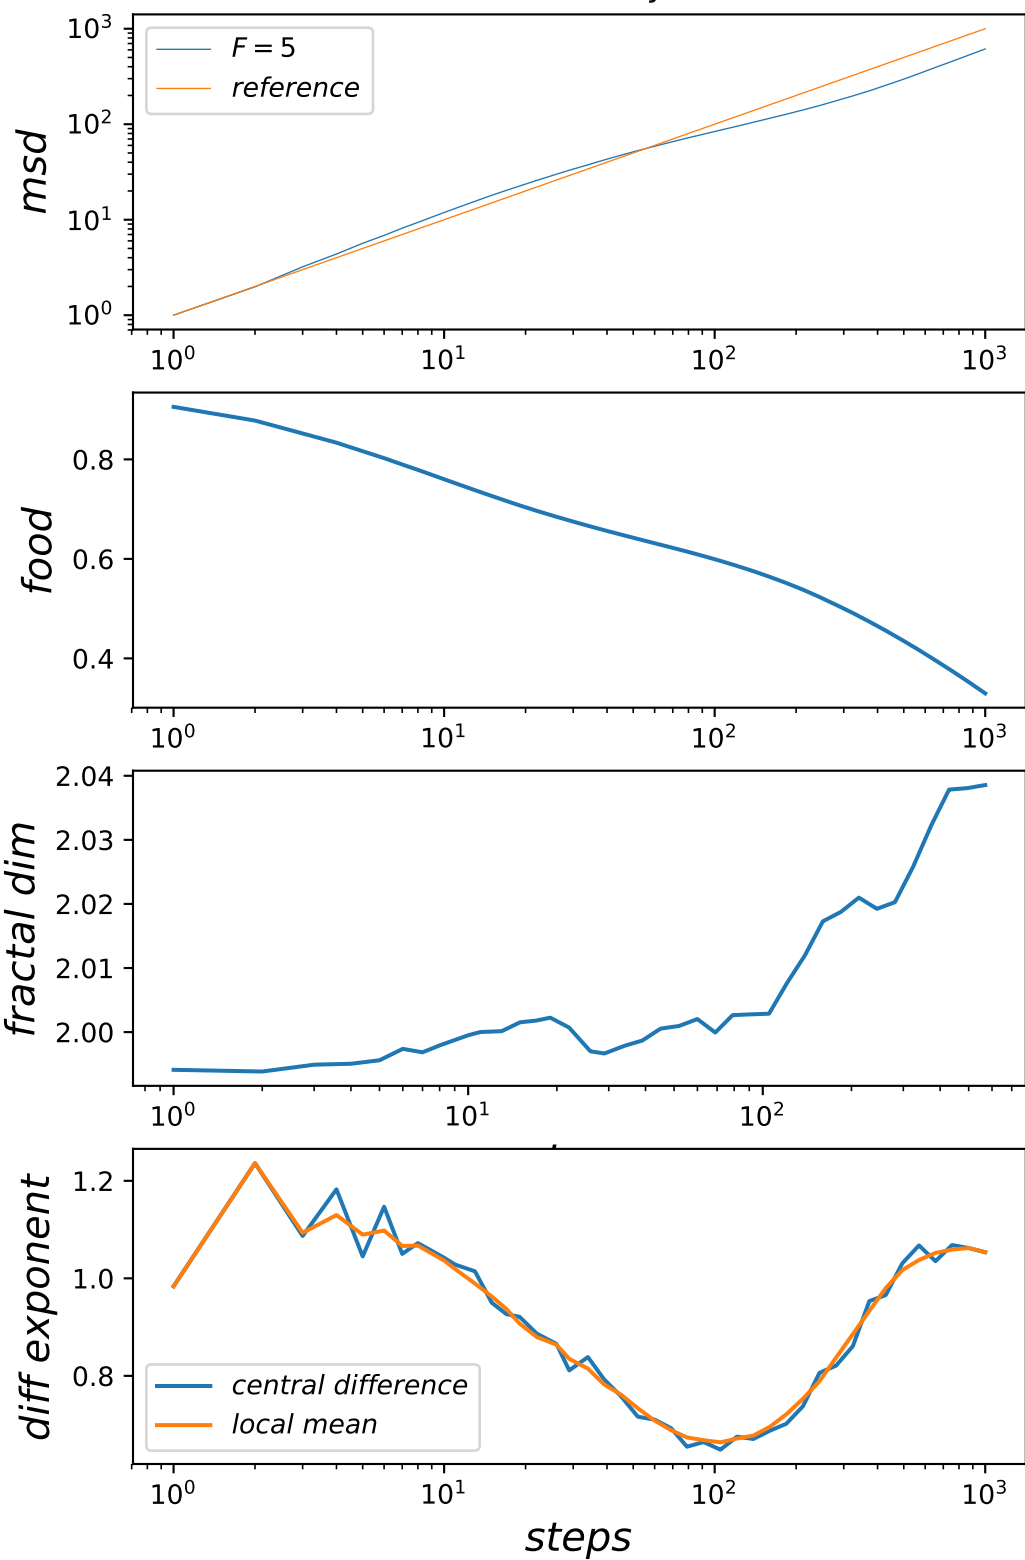 10³
10²
10¹
10⁰
msd
F = 5
reference
10⁰ 10¹ 10² 10³
0.8
0.6
0.4
food
10⁰ 10¹ 10² 10³
2.04
2.03
2.02
2.01
2.00
fractal dim
10⁰ 10¹ 10²
1.2
1.0
0.8
diff exponent
central difference
local mean
10⁰ 10¹ 10² 10³
steps